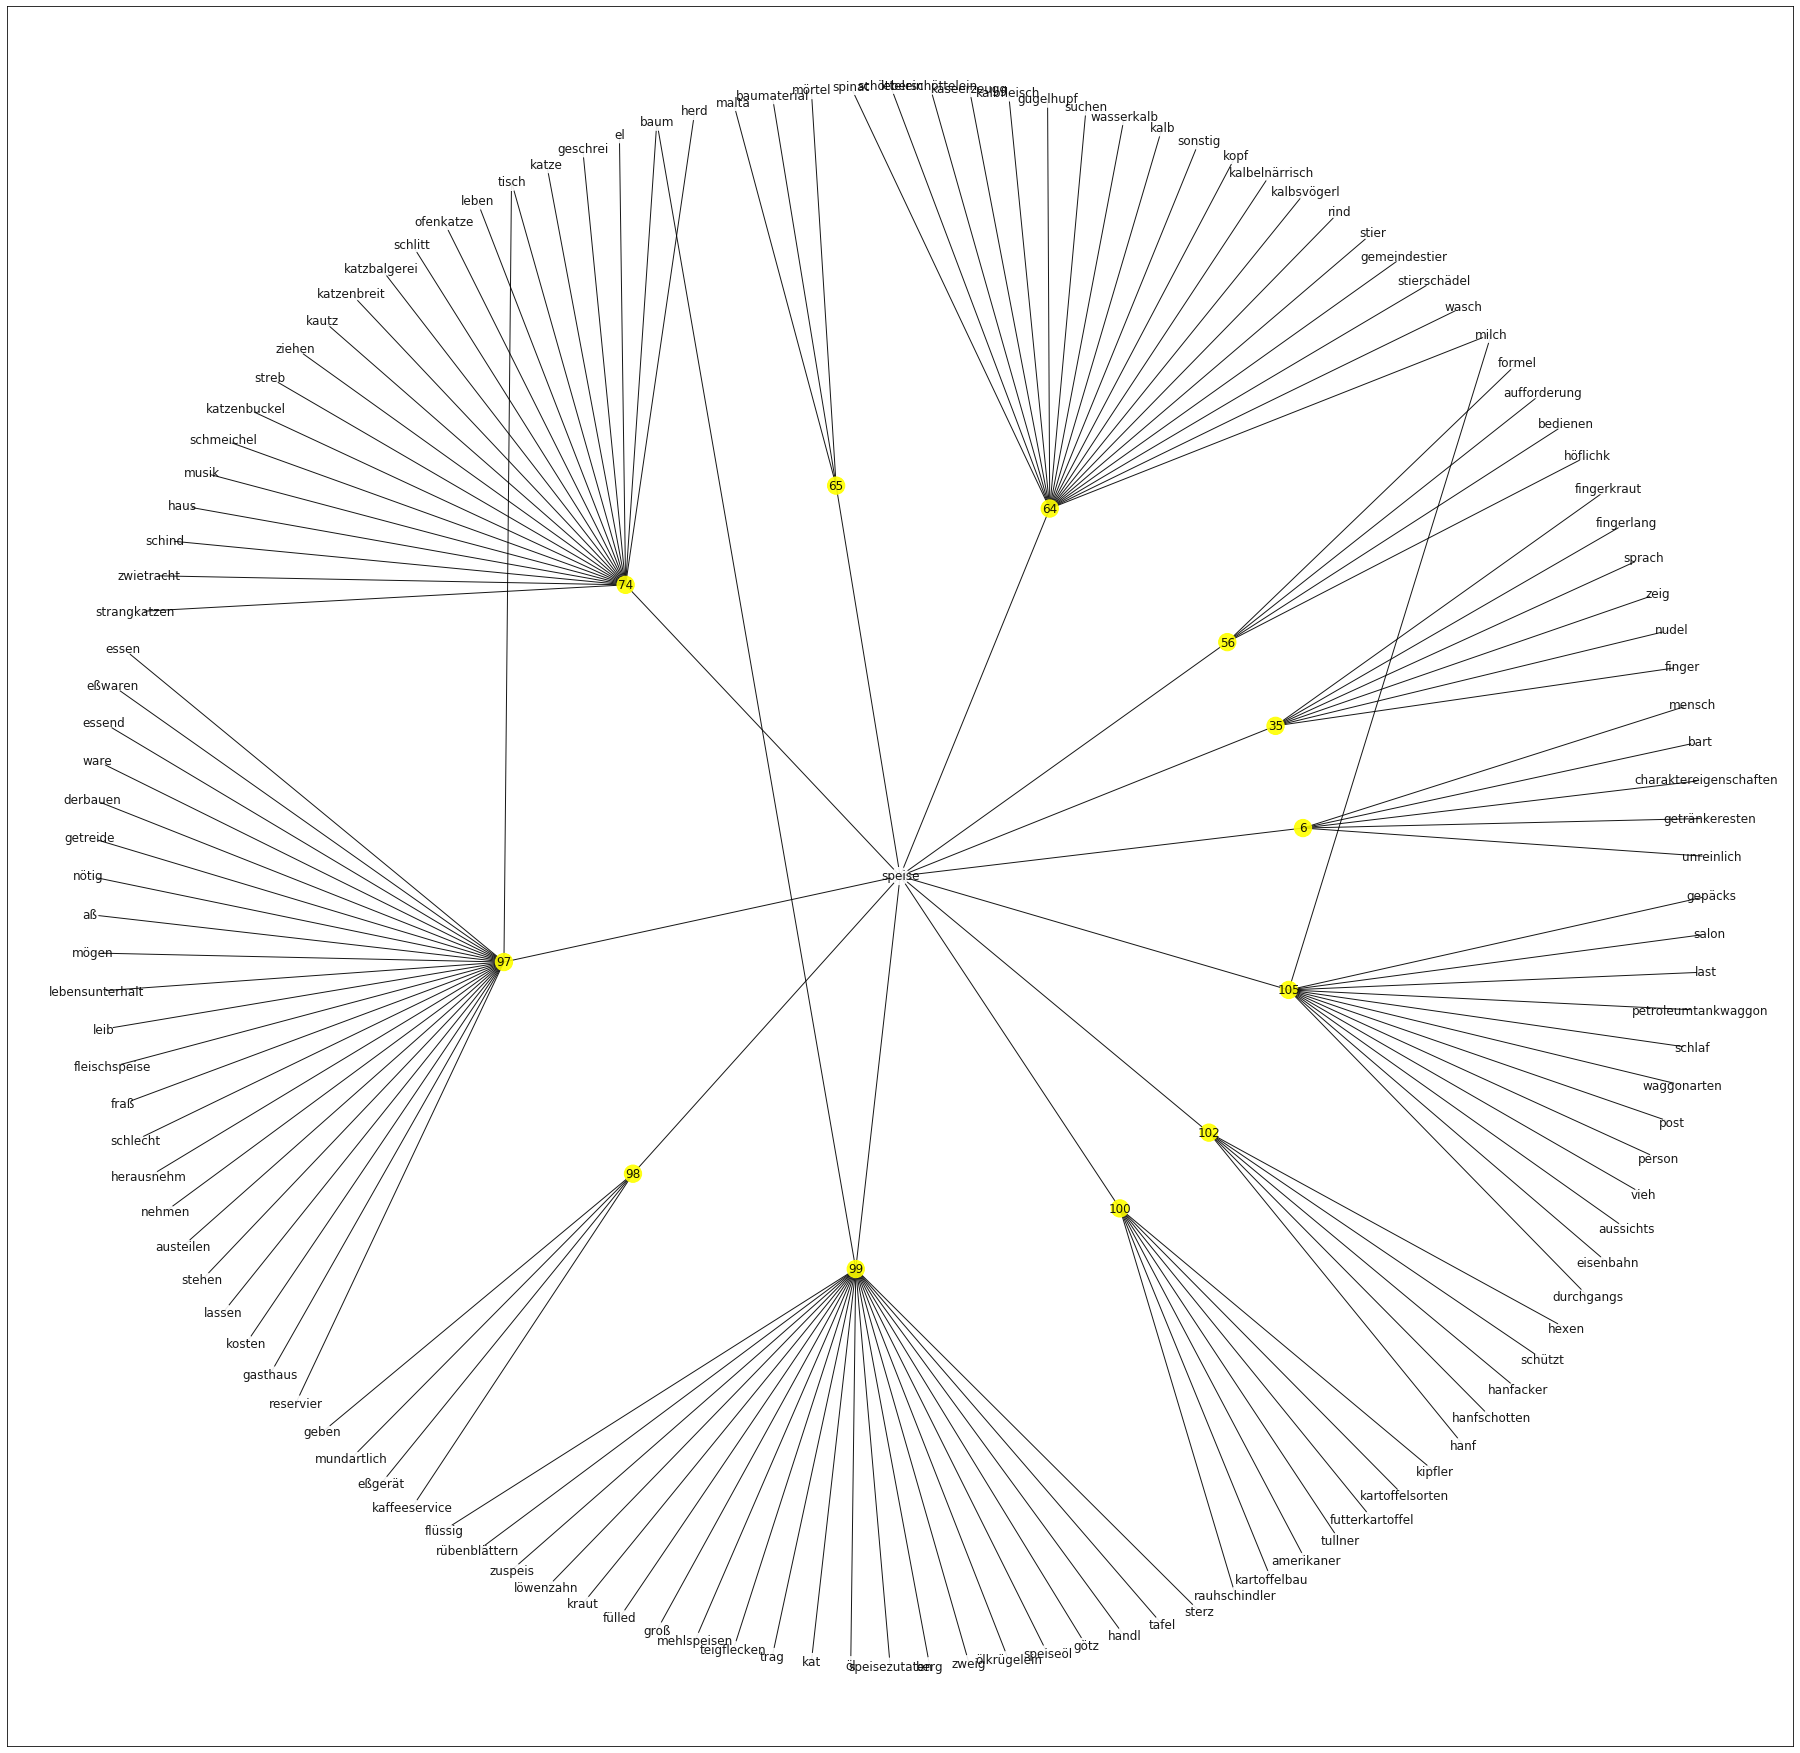 speise
65
malta
baumaterial
mörtel
64
spinat
schöttelein
käseerzeugg
kalbfleisch
gugelhupf
suchen
wasserkalb
kalb
sonstig
kopf
kalbelnärrisch
kalbsvögerl
rind
stier
gemeindestier
stierschädel
wasch
milch
56
formel
aufforderung
bedienen
höflichk
35
fingerkraut
fingerlang
sprach
zeig
nudel
finger
6
mensch
bart
charaktereigenschaften
getränkeresten
unreinlich
105
gepäcks
salon
last
petroleumtankwaggon
schlaf
waggonarten
post
person
vieh
aussichts
eisenbahn
durchgangs
102
hexen
schützt
hanfacker
hanfschotten
hanf
100
kipfler
kartoffelsorten
futterkartoffel
tullner
amerikaner
kartoffelbau
rauhschindler
99
sterz
tafel
handl
götz
speiseöl
ölkrügelein
zweig
berg
speisezutaten
öl
kat
trag
teigflecken
mehlspeisen
groß
fülled
kraut
löwenzahn
zuspeis
rübenblättern
flüssig
98
kaffeeservice
eßgerät
mundartlich
geben
97
reservier
gasthaus
kosten
lassen
stehen
austeilen
nehmen
herausnehm
schlecht
fraß
fleischspeise
leib
lebensunterhalt
mögen
aß
nötig
getreide
derbauen
ware
essend
eßwaren
essen
74
strangkatzen
zwietracht
schind
haus
musik
schmeichel
katzenbuckel
streb
ziehen
kautz
katzenbreit
katzbalgerei
schlitt
ofenkatze
leben
tisch
katze
geschrei
el
baum
herd